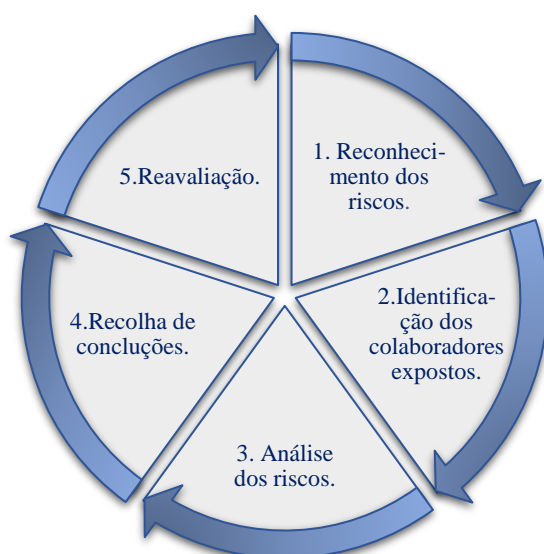 1. Reconheci-
mento dos
riscos.
2.Identifica-
ção dos
colaboradores
expostos.
3. Análise
dos riscos.
4.Recolha de
concluções.
5.Reavaliação.